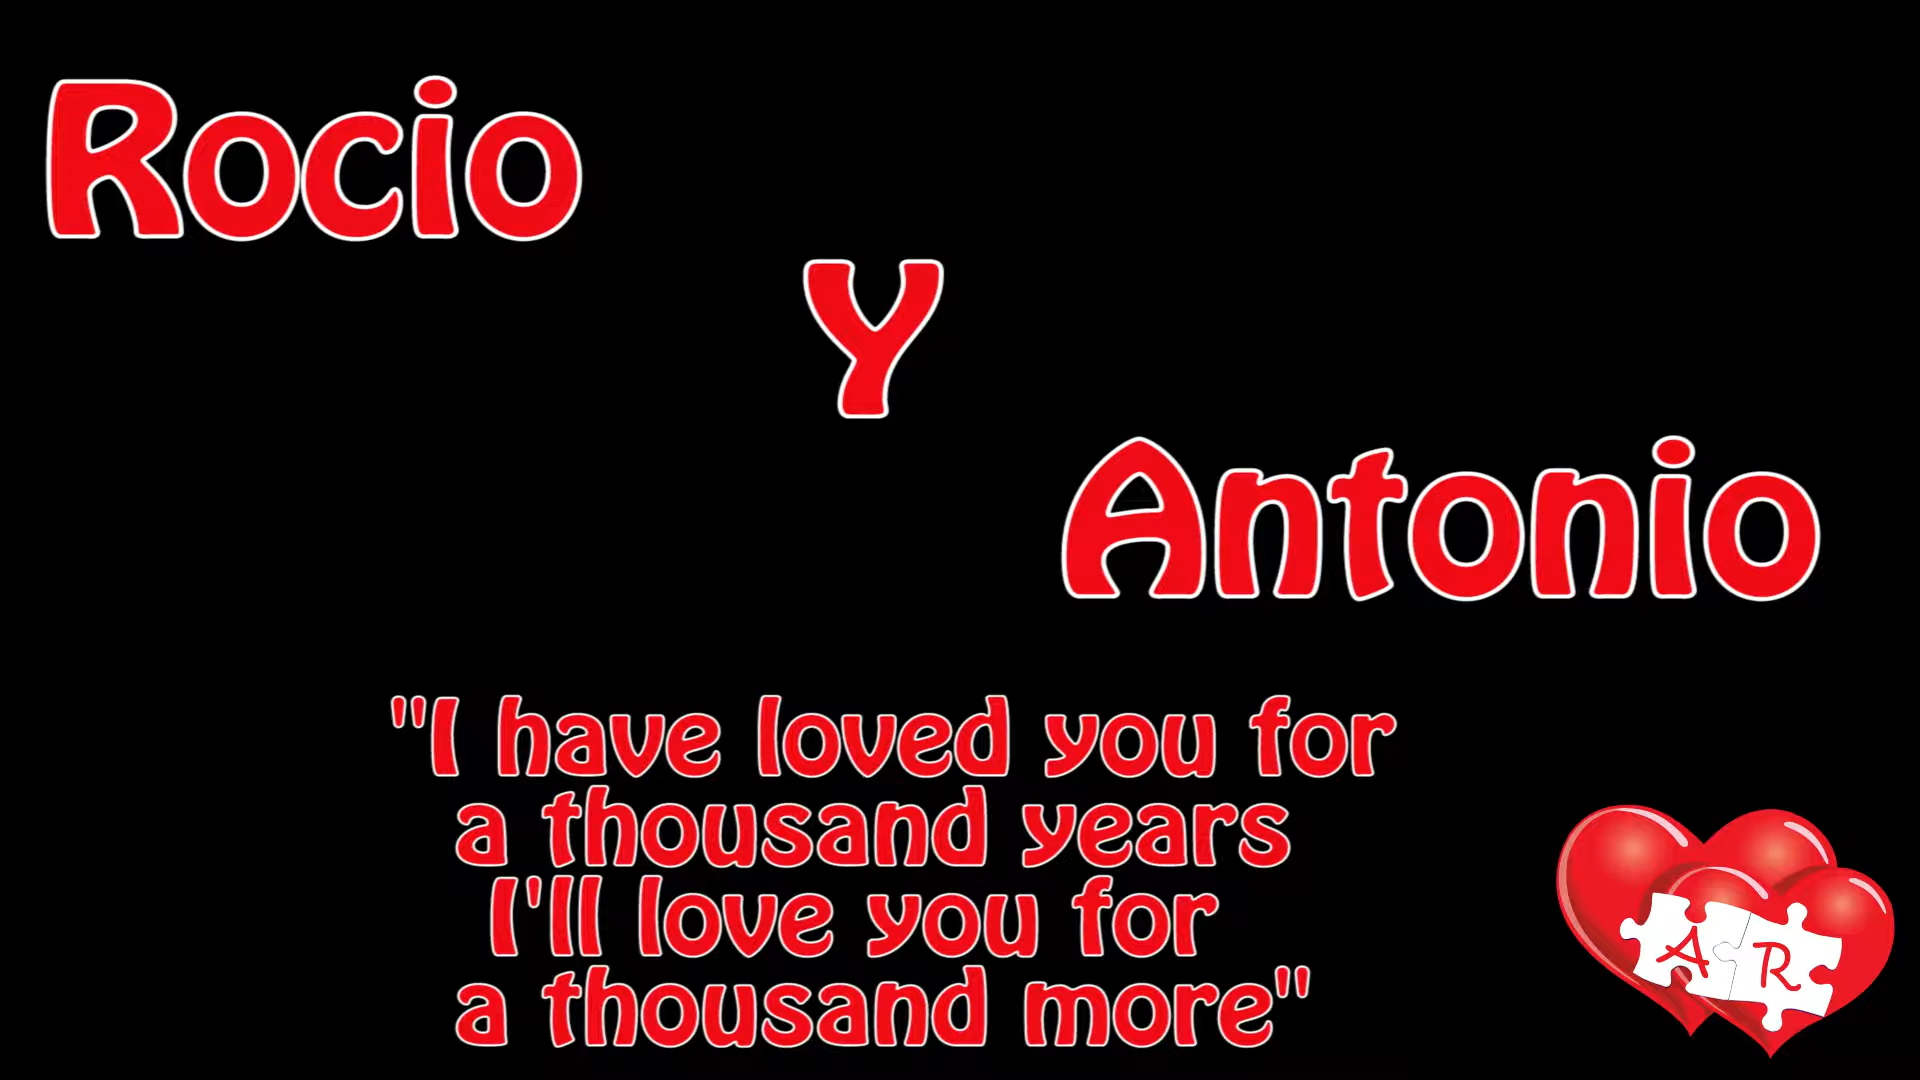 Rocio
Y
Antonio
"I have loved you for
a thousand years
I'll love you for
a thousand more"
A R